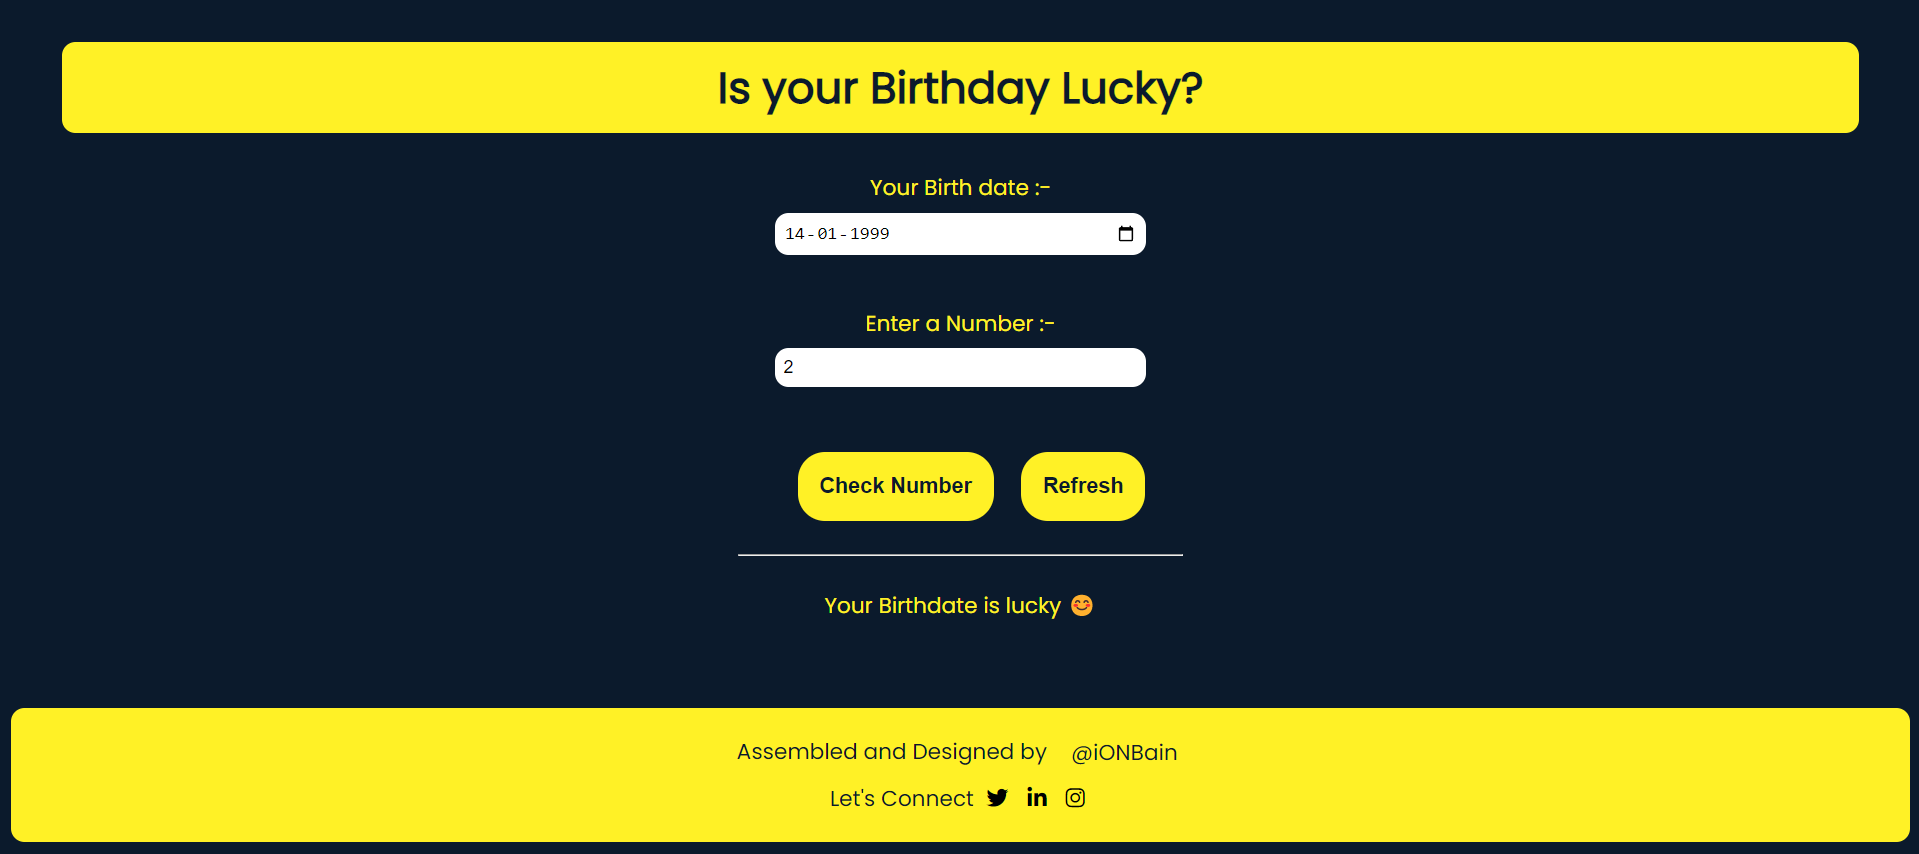 Is your Birthday Lucky?
Your Birth date :-
14-01-1999
Enter a Number :-
2
Check Number Refresh
Your Birthdate is lucky 😊
Assembled and Designed by @iONBain
Let's Connect